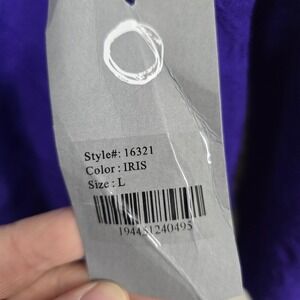 Style#: 16321
Color : IRIS
Size : L
194451240495